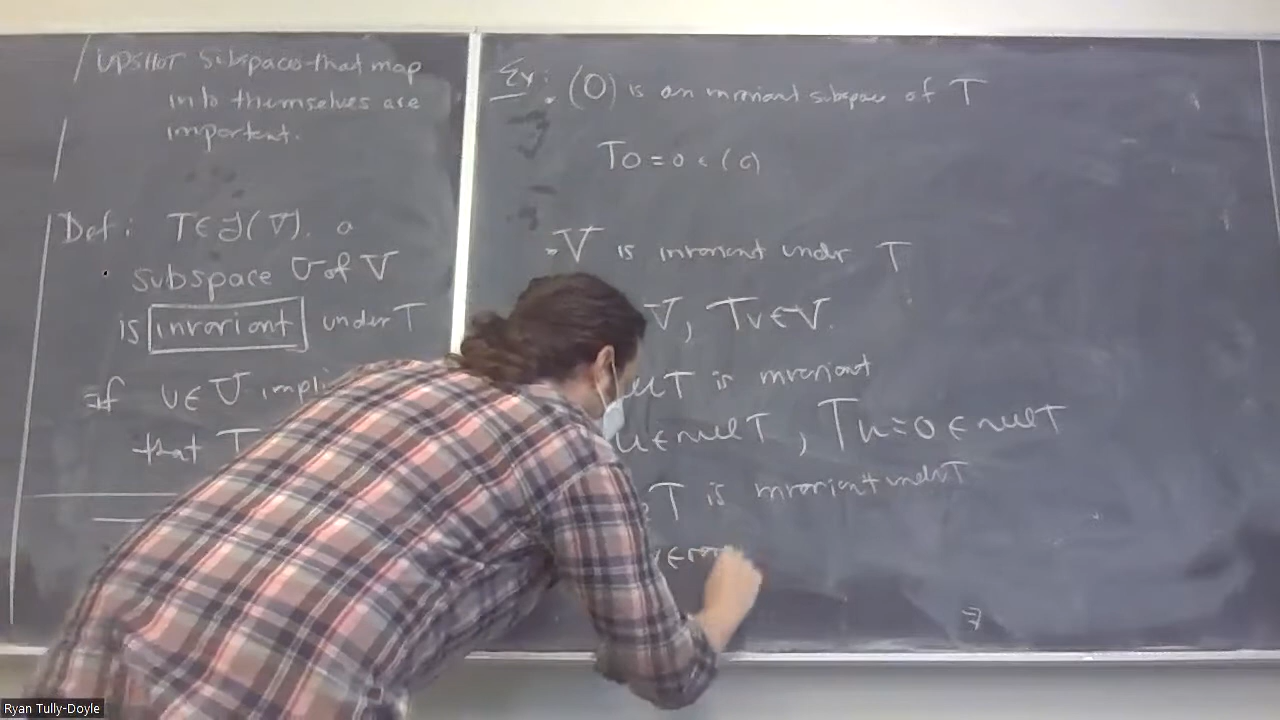 UPSHOT Subspaces that map
into themselves are
important.
Def: T∈L(V). a
subspace U of V
is invariant under T
if u∈U impli
that T
Ex: (0) is an invariant subspace of T
T0=0∈(0)
V is invariant under T
V, Tv∈V.
T is invariant
u∈null T, Tu=0∈null T
T is invariant under T
Ryan Tully-Doyle